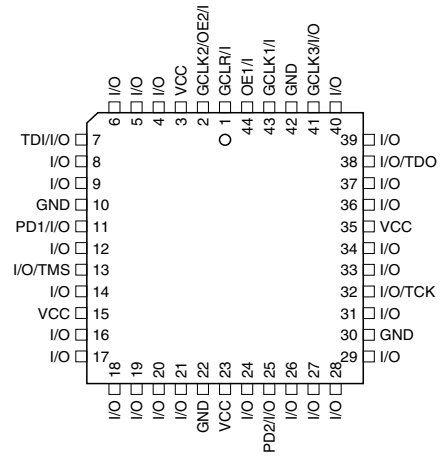 I/O
I/O
I/O
VCC
GCLK2/OE2/I
GCLR/I
OE1/I
GCLK1/I
GND
GCLK3/I/O
I/O
6
5
4
3
2
1
44
43
42
41
40
TDI/I/O 7
I/O 8
I/O 9
GND 10
PD1/I/O 11
I/O 12
I/O/TMS 13
I/O 14
VCC 15
I/O 16
I/O 17
39 I/O
38 I/O/TDO
37 I/O
36 I/O
35 VCC
34 I/O
33 I/O
32 I/O/TCK
31 I/O
30 GND
29 I/O
18
19
20
21
22
23
24
25
26
27
28
I/O
I/O
I/O
I/O
GND
VCC
I/O
PD2/I/O
I/O
I/O
I/O